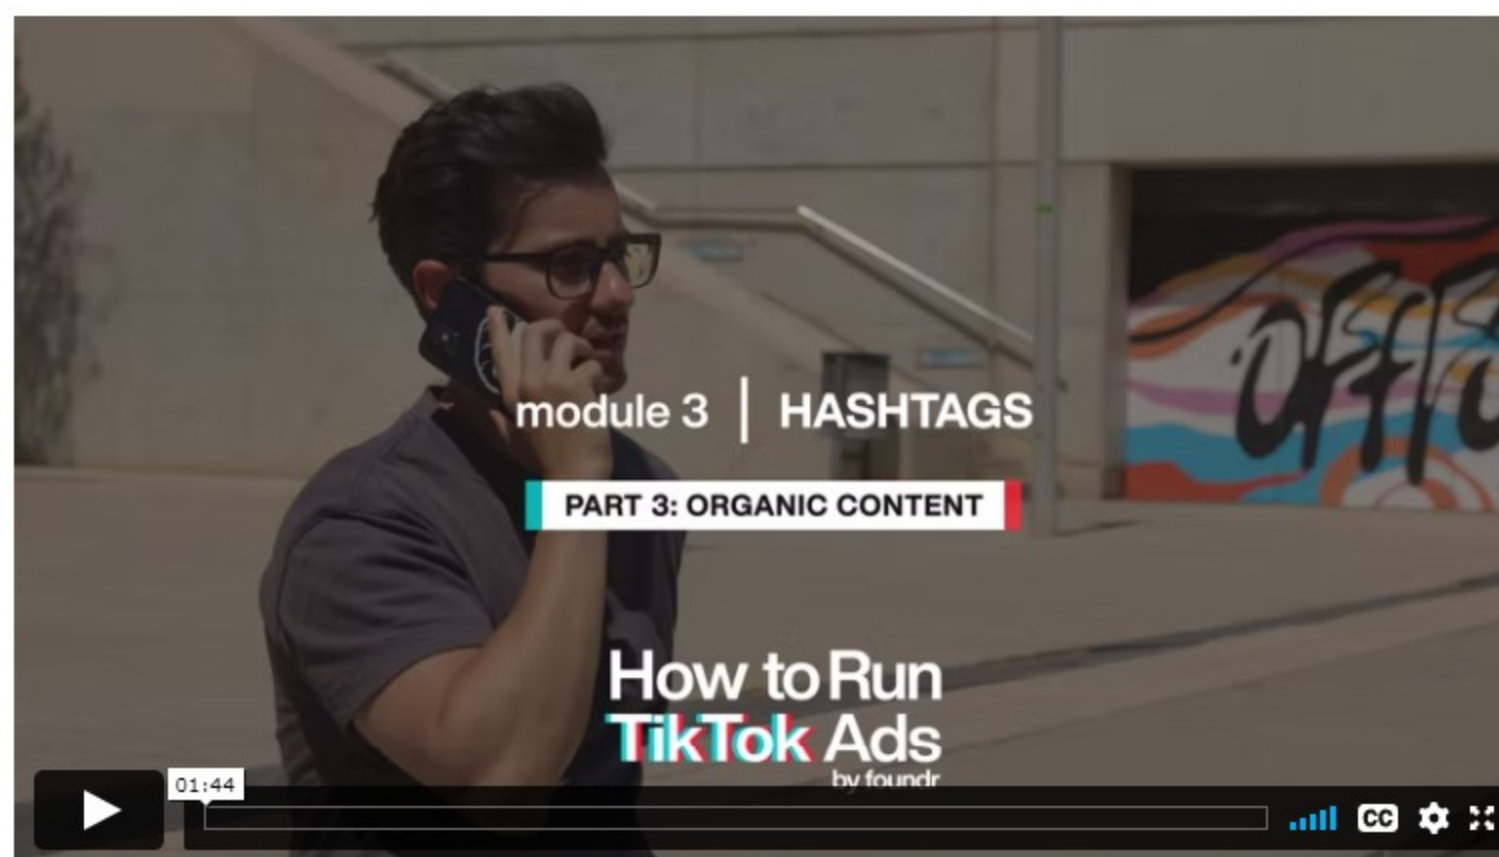 module 3 | HASHTAGS
PART 3: ORGANIC CONTENT
How to Run
TikTok Ads
by foundr
01:44
CC